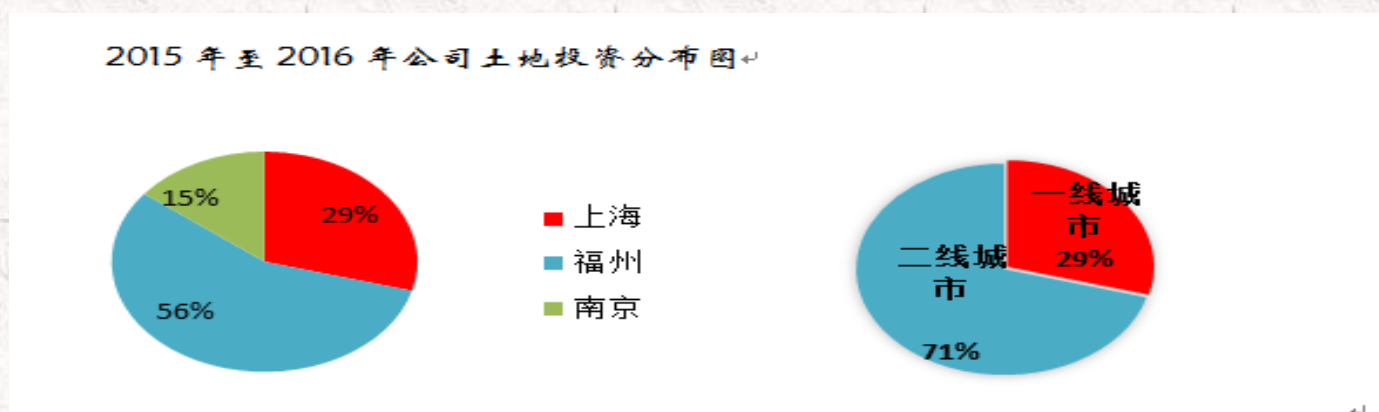 2015 年至 2016 年公司土地投资分布图
15%
29%
56%
上海
福州
南京
一线城
市
29%
二线城
市
71%